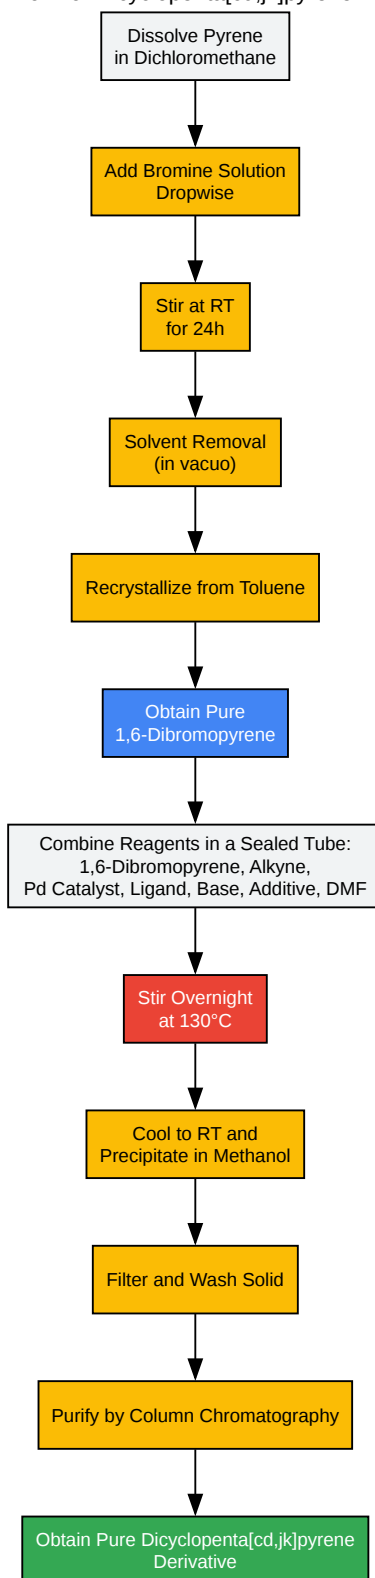 Dissolve Pyrene
in Dichloromethane
Add Bromine Solution
Dropwise
Stir at RT
for 24h
Solvent Removal
(in vacuo)
Recrystallize from Toluene
Obtain Pure
1,6-Dibromopyrene
Combine Reagents in a Sealed Tube:
1,6-Dibromopyrene, Alkyne,
Pd Catalyst, Ligand, Base, Additive, DMF
Stir Overnight
at 130°C
Cool to RT and
Precipitate in Methanol
Filter and Wash Solid
Purify by Column Chromatography
Obtain Pure Dicyclopenta[cd,jk]pyrene
Derivative